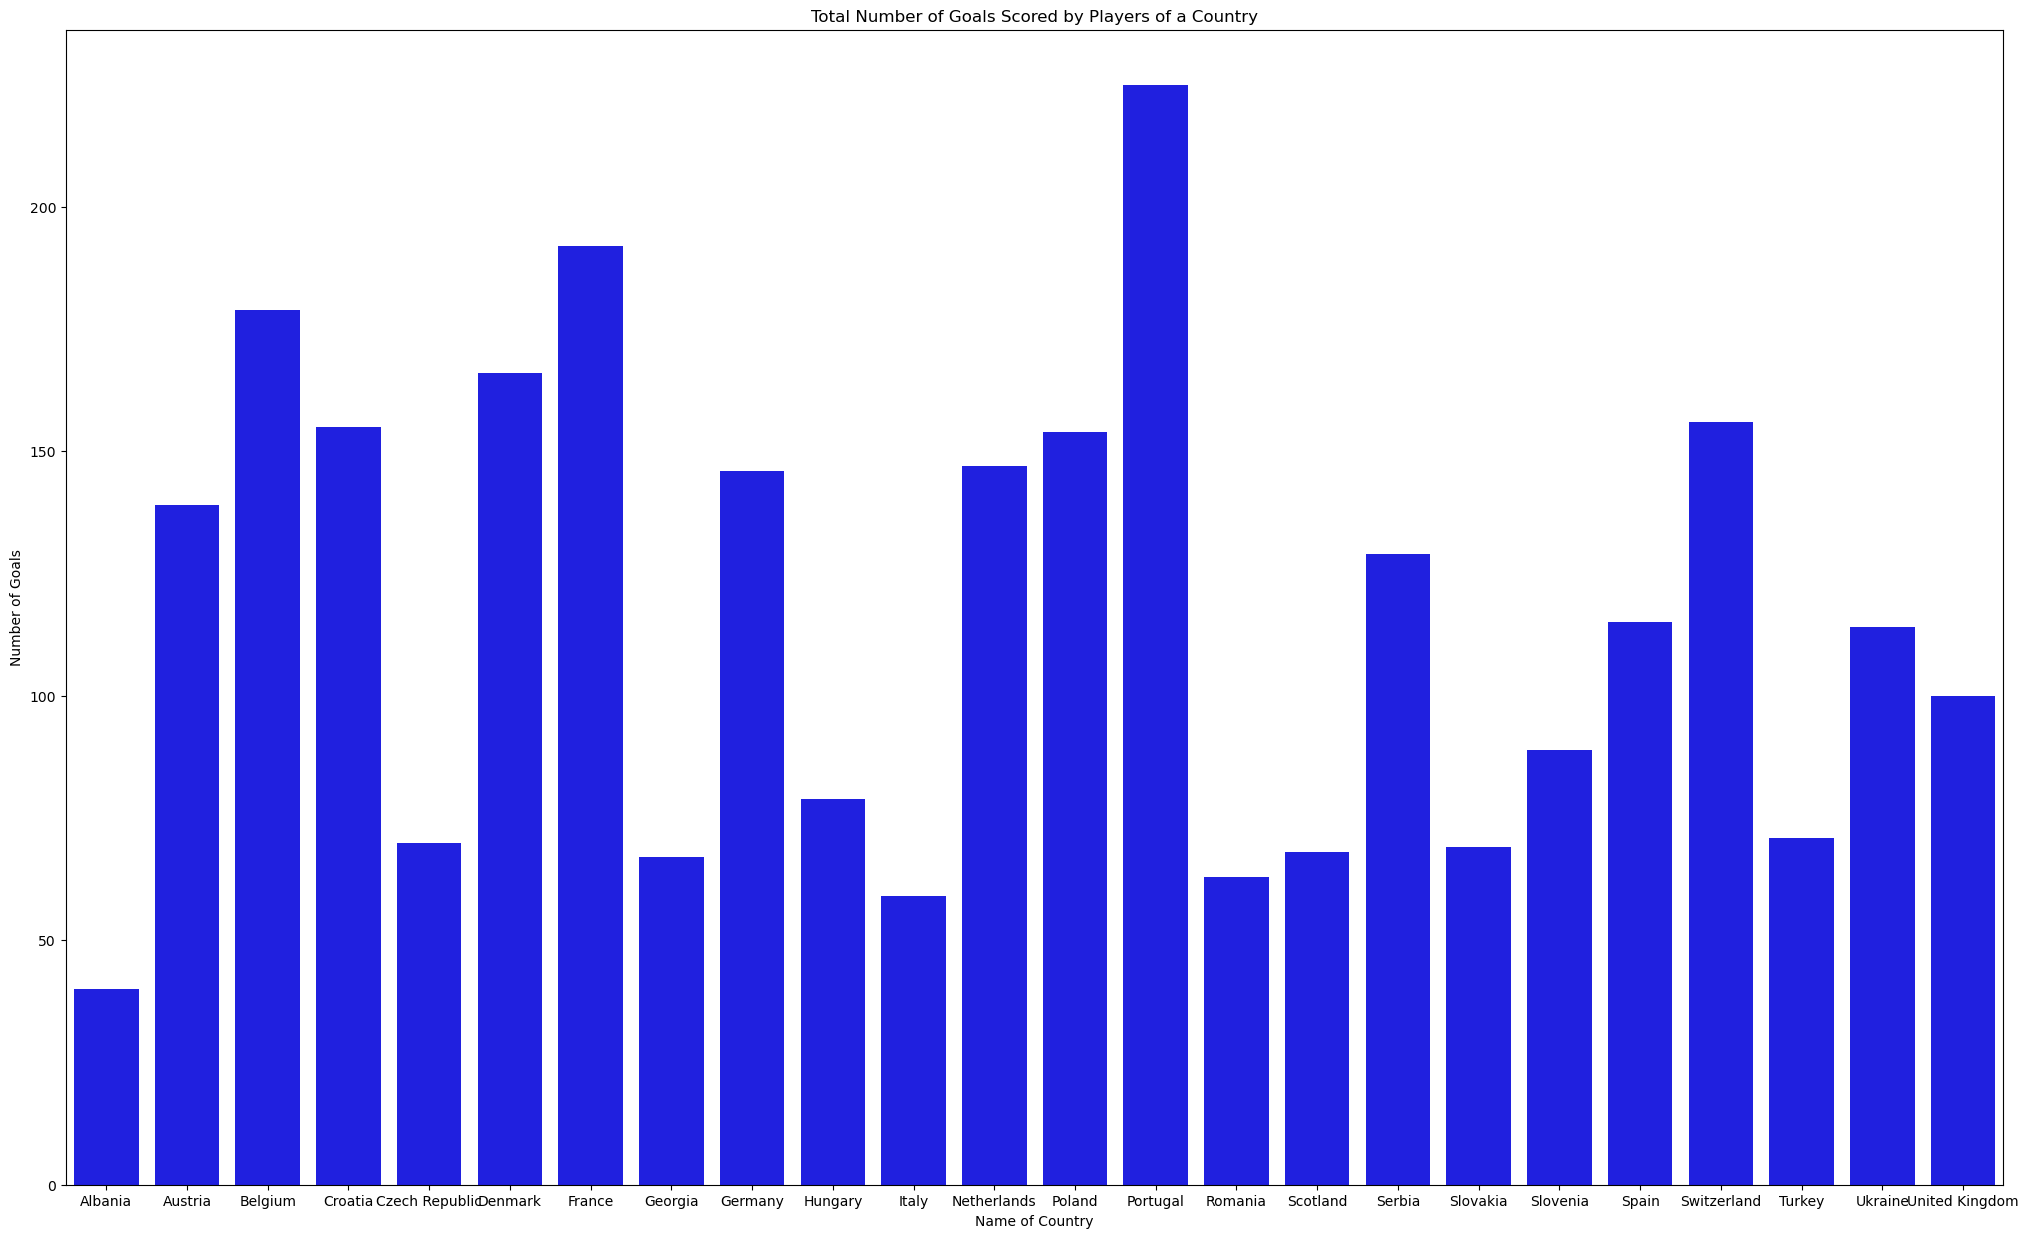 Total Number of Goals Scored by Players of a Country
Number of Goals
200
150
100
50
0
Albania Austria Belgium Croatia Czech Republic Denmark France Georgia Germany Hungary Italy Netherlands Poland Portugal Romania Scotland Serbia Slovakia Slovenia Spain Switzerland Turkey Ukraine United Kingdom
Name of Country